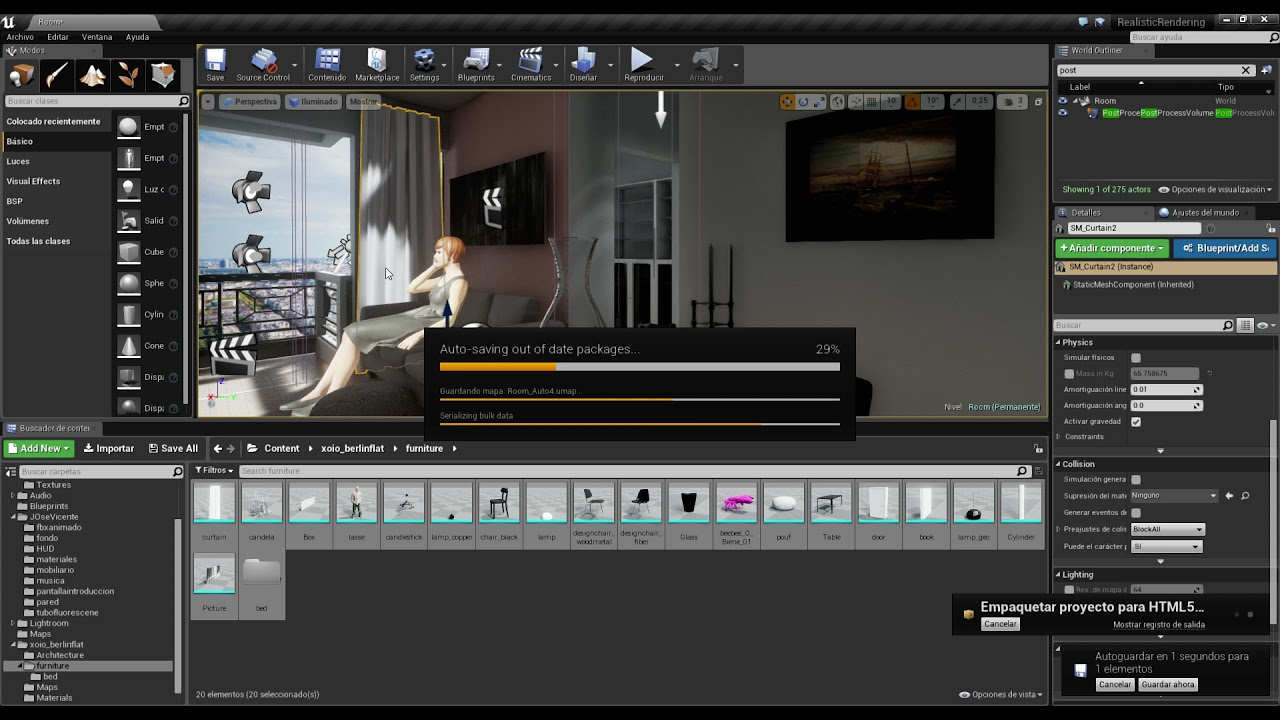 Room*
RealisticRendering
Archivo Editar Ventana Ayuda
Buscar ayuda
Modes
Buscar clases
Colocado recientemente
Básico
Luces
Visual Effects
BSP
Volúmenes
Todas las clases
Empt
Empt
Luz c
Salid
Cube
Sphe
Cylin
Cone
Dispa
Dispa
Save Source Control Contenido Marketplace Settings Blueprints Cinematics Diseñar Reproducir Arranque
Perspectiva Iluminado Mostrar
10 10° 0,25 3
Auto-saving out of date packages... 29%
Guardando mapa: Room_Auto4.umap...
Serializing bulk data
Nivel: Room (Permanente)
World Outliner
post
Label Tipo
Room World
PostProcePostProcessVolume PostProcessVolu
Showing 1 of 275 actors Opciones de visualización
Detalles Ajustes del mundo
SM_Curtain2
Añadir componente Blueprint/Add S
SM_Curtain2 (Instance)
StaticMeshComponent (Inherited)
Buscar
Physics
Simular físicos
Mass in Kg 65.758675
Amortiguación line 0.01
Amortiguación ang 0.0
Activar gravedad
Constraints
Collision
Simulación genera
Supresión del mate Ninguno
Generar eventos de
Preajustes de colis BlockAll
Puede el carácter p SI
Lighting
Res. de mapa d 64
Empaquetar proyecto para HTML5...
Cancelar Mostrar registro de salida
Autoguardar en 1 segundos para
1 elementos
Cancelar Guardar ahora
Buscador de conter
Add New Importar Save All Content xoio_berlinflat furniture
Buscar carpetas
Filtros Search furniture
Textures
Audio
Blueprints
JOseVicente
fbxanimado
fondo
HUD
materiales
mobiliario
musica
pantallaintroduccion
pared
tubofluorescene
Lightroom
Maps
xoio_berlinflat
Architecture
furniture
bed
Maps
Materials
curtain candela Box lasse candlestick lamp_copper chair_black lamp designchair_woodmetal designchair_fiber Glass beebee_O_Biene_01 pouf Table door book lamp_geo Cylinder
Picture bed
20 elementos (20 seleccionado(s))
Opciones de vista